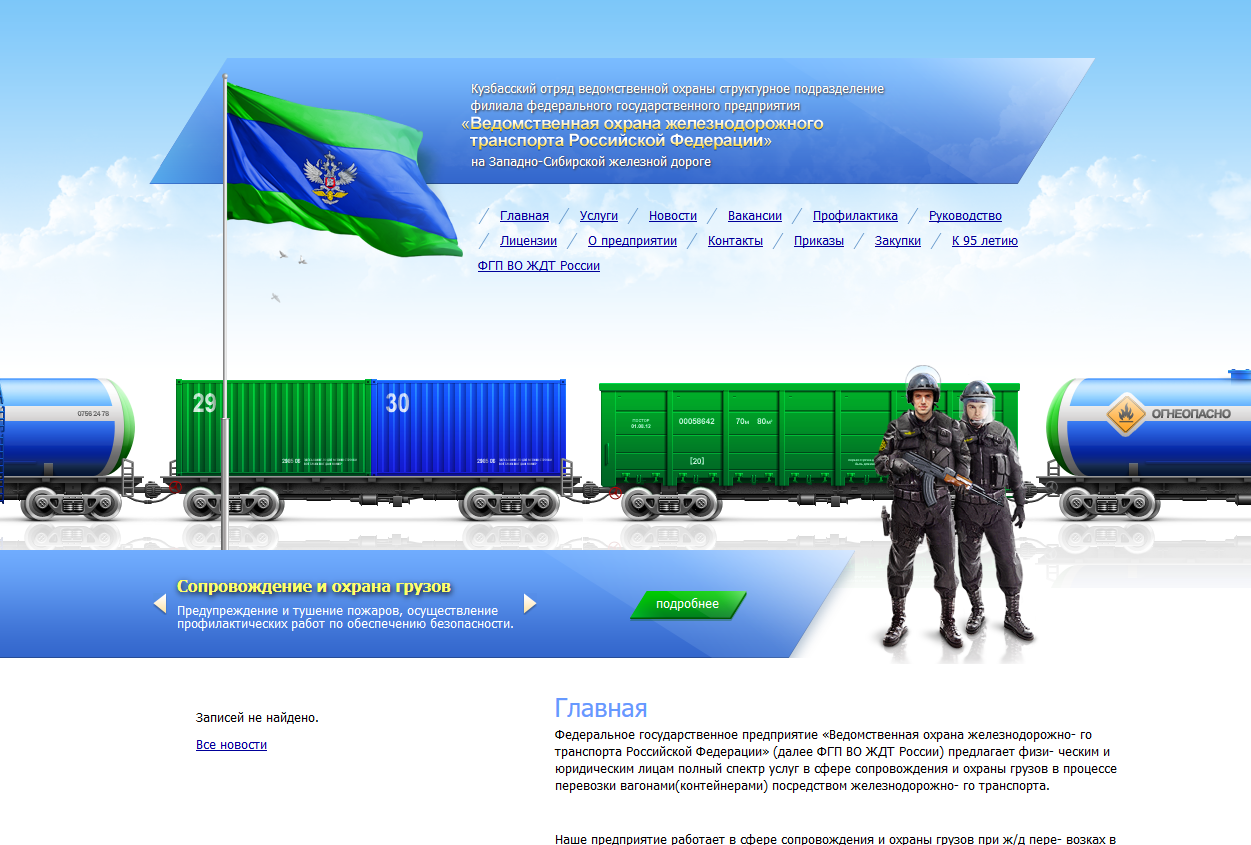 Кузбасский отряд ведомственной охраны структурное подразделение
филиала федерального государственного предприятия
«Ведомственная охрана железнодорожного
транспорта Российской Федерации»
на Западно-Сибирской железной дороге
Главная Услуги Новости Вакансии Профилактика Руководство
Лицензии О предприятии Контакты Приказы Закупки К 95 летию
ФГП ВО ЖДТ России
0756 24 78
29
30
00058642
70м 80м³
01.08.13
[20]
ОГНЕОПАСНО
Сопровождение и охрана грузов
Предупреждение и тушение пожаров, осуществление
профилактических работ по обеспечению безопасности.
подробнее
Записей не найдено.
Все новости
Главная
Федеральное государственное предприятие «Ведомственная охрана железнодорожно- го
транспорта Российской Федерации» (далее ФГП ВО ЖДТ России) предлагает физи- ческим и
юридическим лицам полный спектр услуг в сфере сопровождения и охраны грузов в процессе
перевозки вагонами(контейнерами) посредством железнодорожно- го транспорта.
Наше предприятие работает в сфере сопровождения и охраны грузов при ж/д пере- возках в